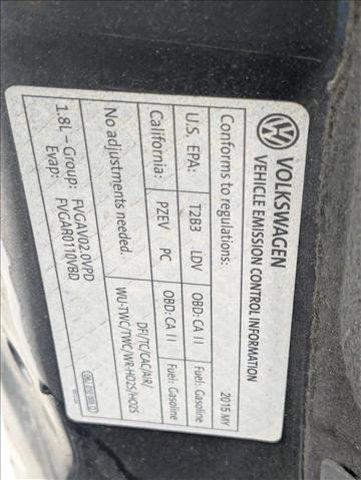 VOLKSWAGEN
VEHICLE EMISSION CONTROL INFORMATION
Conforms to regulations: 2015 MY
U.S. EPA: T2B3 LDV OBD: CA II Fuel: Gasoline
California: PZEV PC OBD: CA II Fuel: Gasoline
No adjustments needed. DFI/TC/CAC/AIR/
WU-TWC/TWC/WR-HO2S/HO2S
1.8L – Group: FVGAV02.0VPD
Evap: FVGAR0110VBD